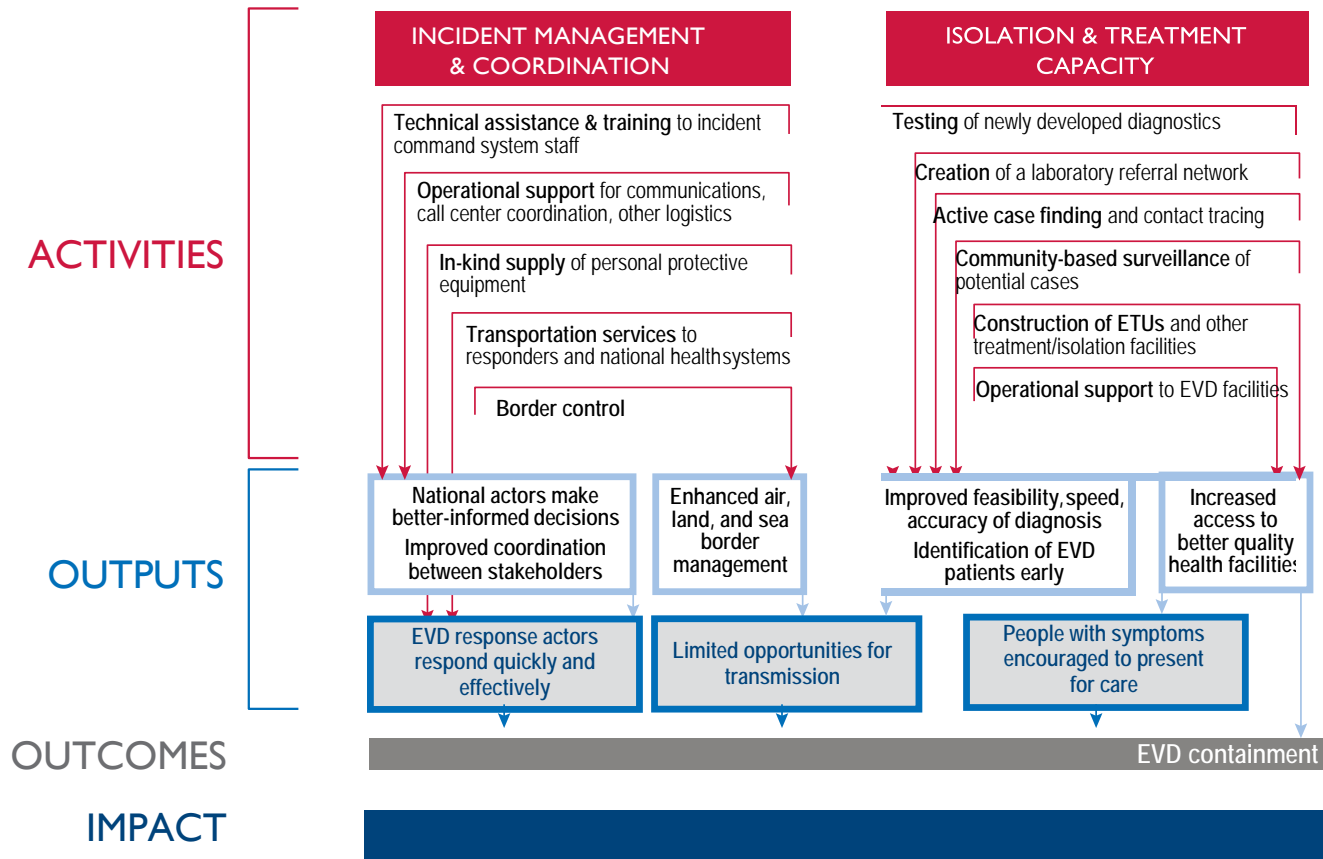 INCIDENT MANAGEMENT
& COORDINATION
ISOLATION & TREATMENT
CAPACITY
ACTIVITIES
Technical assistance & training to incident
command system staff
Operational support for communications,
call center coordination, other logistics
In-kind supply of personal protective
equipment
Transportation services to
responders and national health systems
Border control
Testing of newly developed diagnostics
Creation of a laboratory referral network
Active case finding and contact tracing
Community-based surveillance of
potential cases
Construction of ETUs and other
treatment/isolation facilities
Operational support to EVD facilities
OUTPUTS
National actors make
better-informed decisions
Improved coordination
between stakeholders
Enhanced air,
land, and sea
border
management
Improved feasibility, speed,
accuracy of diagnosis
Identification of EVD
patients early
Increased
access to
better quality
health facilities
EVD response actors
respond quickly and
effectively
Limited opportunities for
transmission
People with symptoms
encouraged to present
for care
OUTCOMES
EVD containment
IMPACT